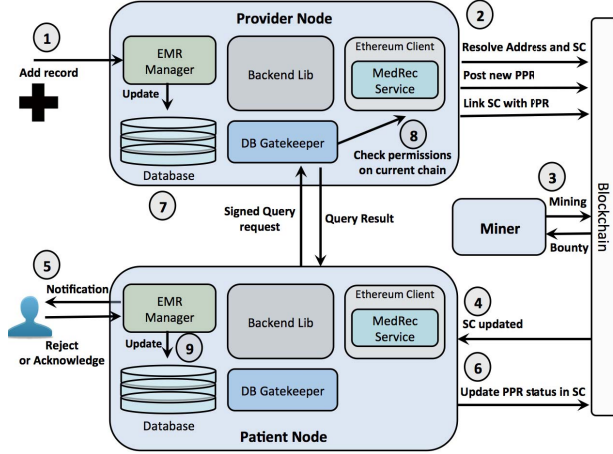 Provider Node
1
Add record
EMR
Manager
Update
Database
7
Backend Lib
DB Gatekeeper
Ethereum Client
MedRec
Service
8
Check permissions
on current chain
2
Resolve Address and SC
Post new PPR
Link SC with PPR
Blockchain
3
Mining
Miner
Bounty
Signed Query
request
Query Result
5
Notification
Reject
or Acknowledge
EMR
Manager
Update
9
Database
Backend Lib
DB Gatekeeper
Ethereum Client
MedRec
Service
4
SC updated
6
Update PPR status in SC
Patient Node